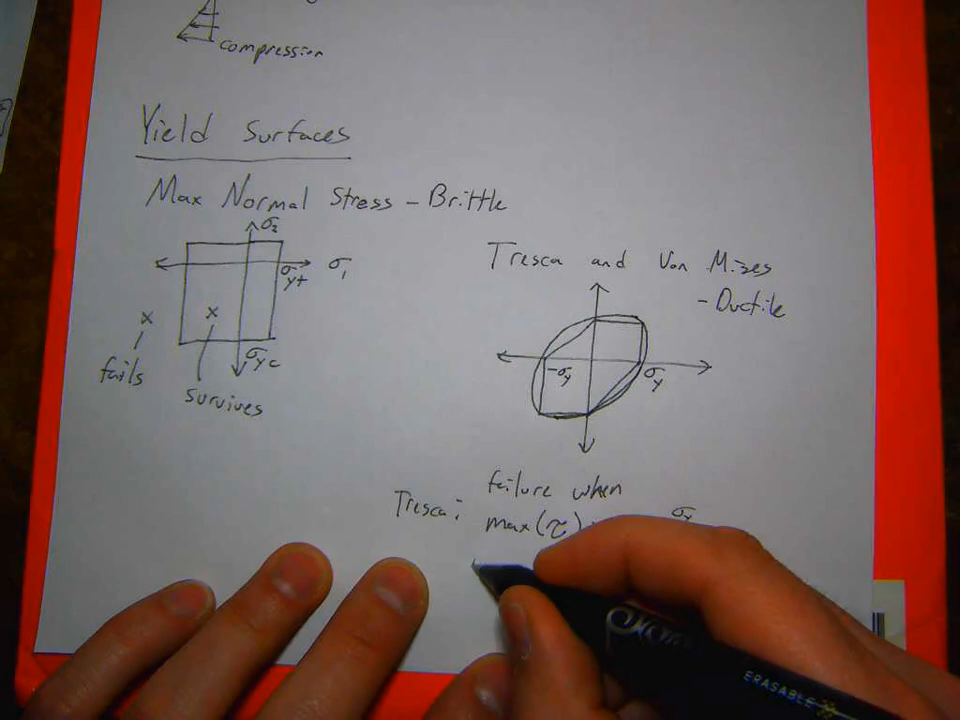 compression
Yield Surfaces
Max Normal Stress - Brittle
σ₂
σ₁
σyt
x
x
fails
σyc
survives
Tresca and Von Mises
- Ductile
-σy
σy
failure when
Tresca: max(τ)
σy
ERASABLE